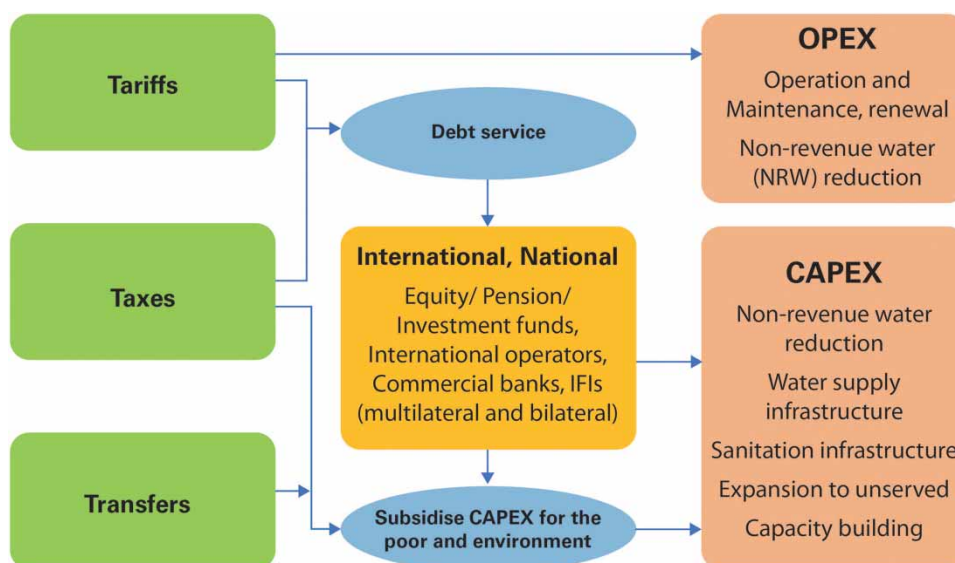 Tariffs
Taxes
Transfers
Debt service
International, National
Equity/ Pension/
Investment funds,
International operators,
Commercial banks, IFIs
(multilateral and bilateral)
Subsidise CAPEX for the
poor and environment
OPEX
Operation and
Maintenance, renewal
Non-revenue water
(NRW) reduction
CAPEX
Non-revenue water
reduction
Water supply
infrastructure
Sanitation infrastructure
Expansion to unserved
Capacity building